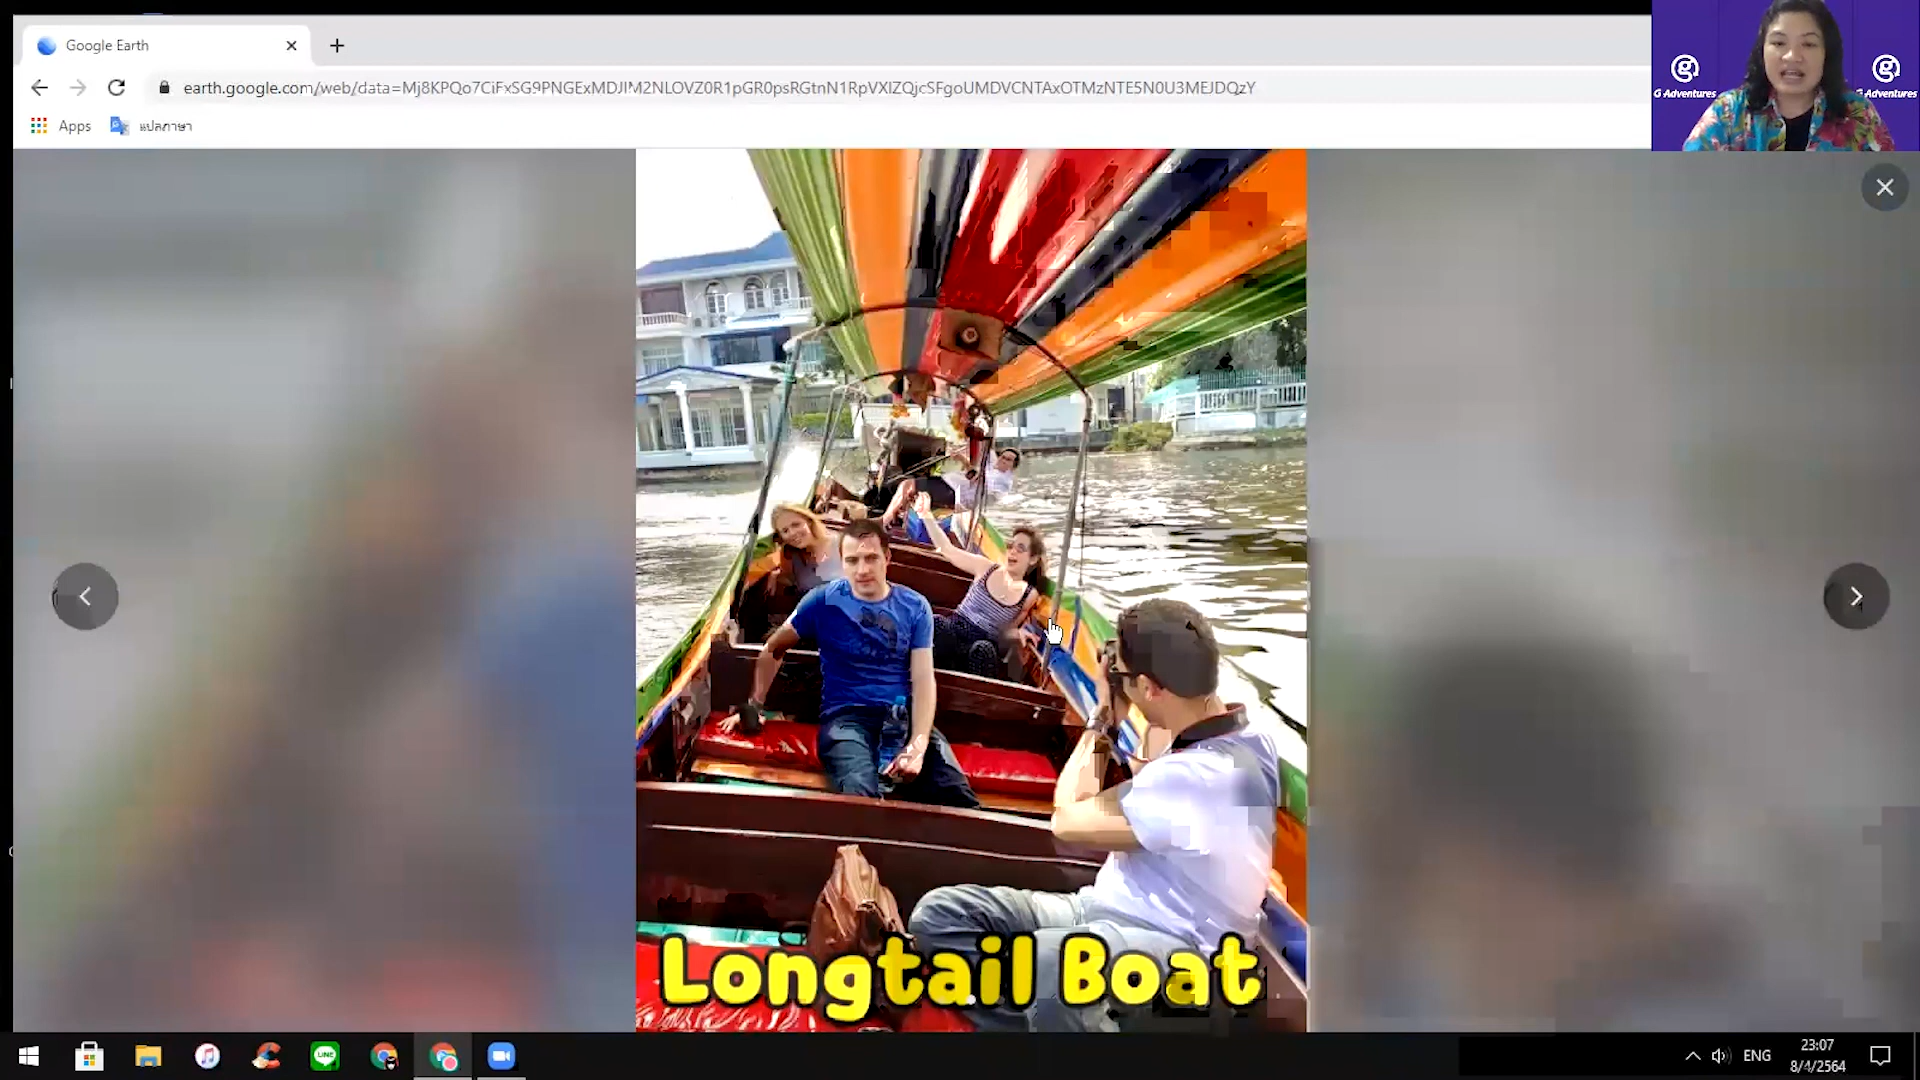 Google Earth
earth.google.com/web/data=Mj8KPQo7CiFxSG9PNGExMDJIM2NLOVZ0R1pGR0psRGtnN1RpVXlZQjcSFgoUMDVCNTAxOTMzNTE5N0U3MEJDQzY
Apps แปลภาษา
G Adventures
G Adventures
Longtail Boat
LINE
ENG
23:07
8/4/2564